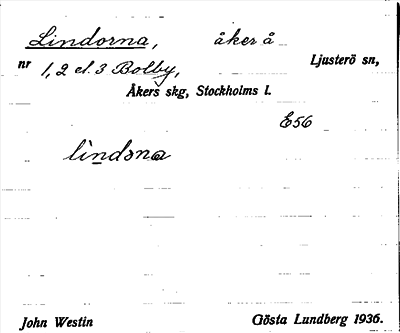 Lindorna, åker å
nr 1, 2 el. 3 Bolby, Ljusterö sn,
Åkers skg, Stockholms l.
E56
lìndəna
John Westin Gösta Lundberg 1936.